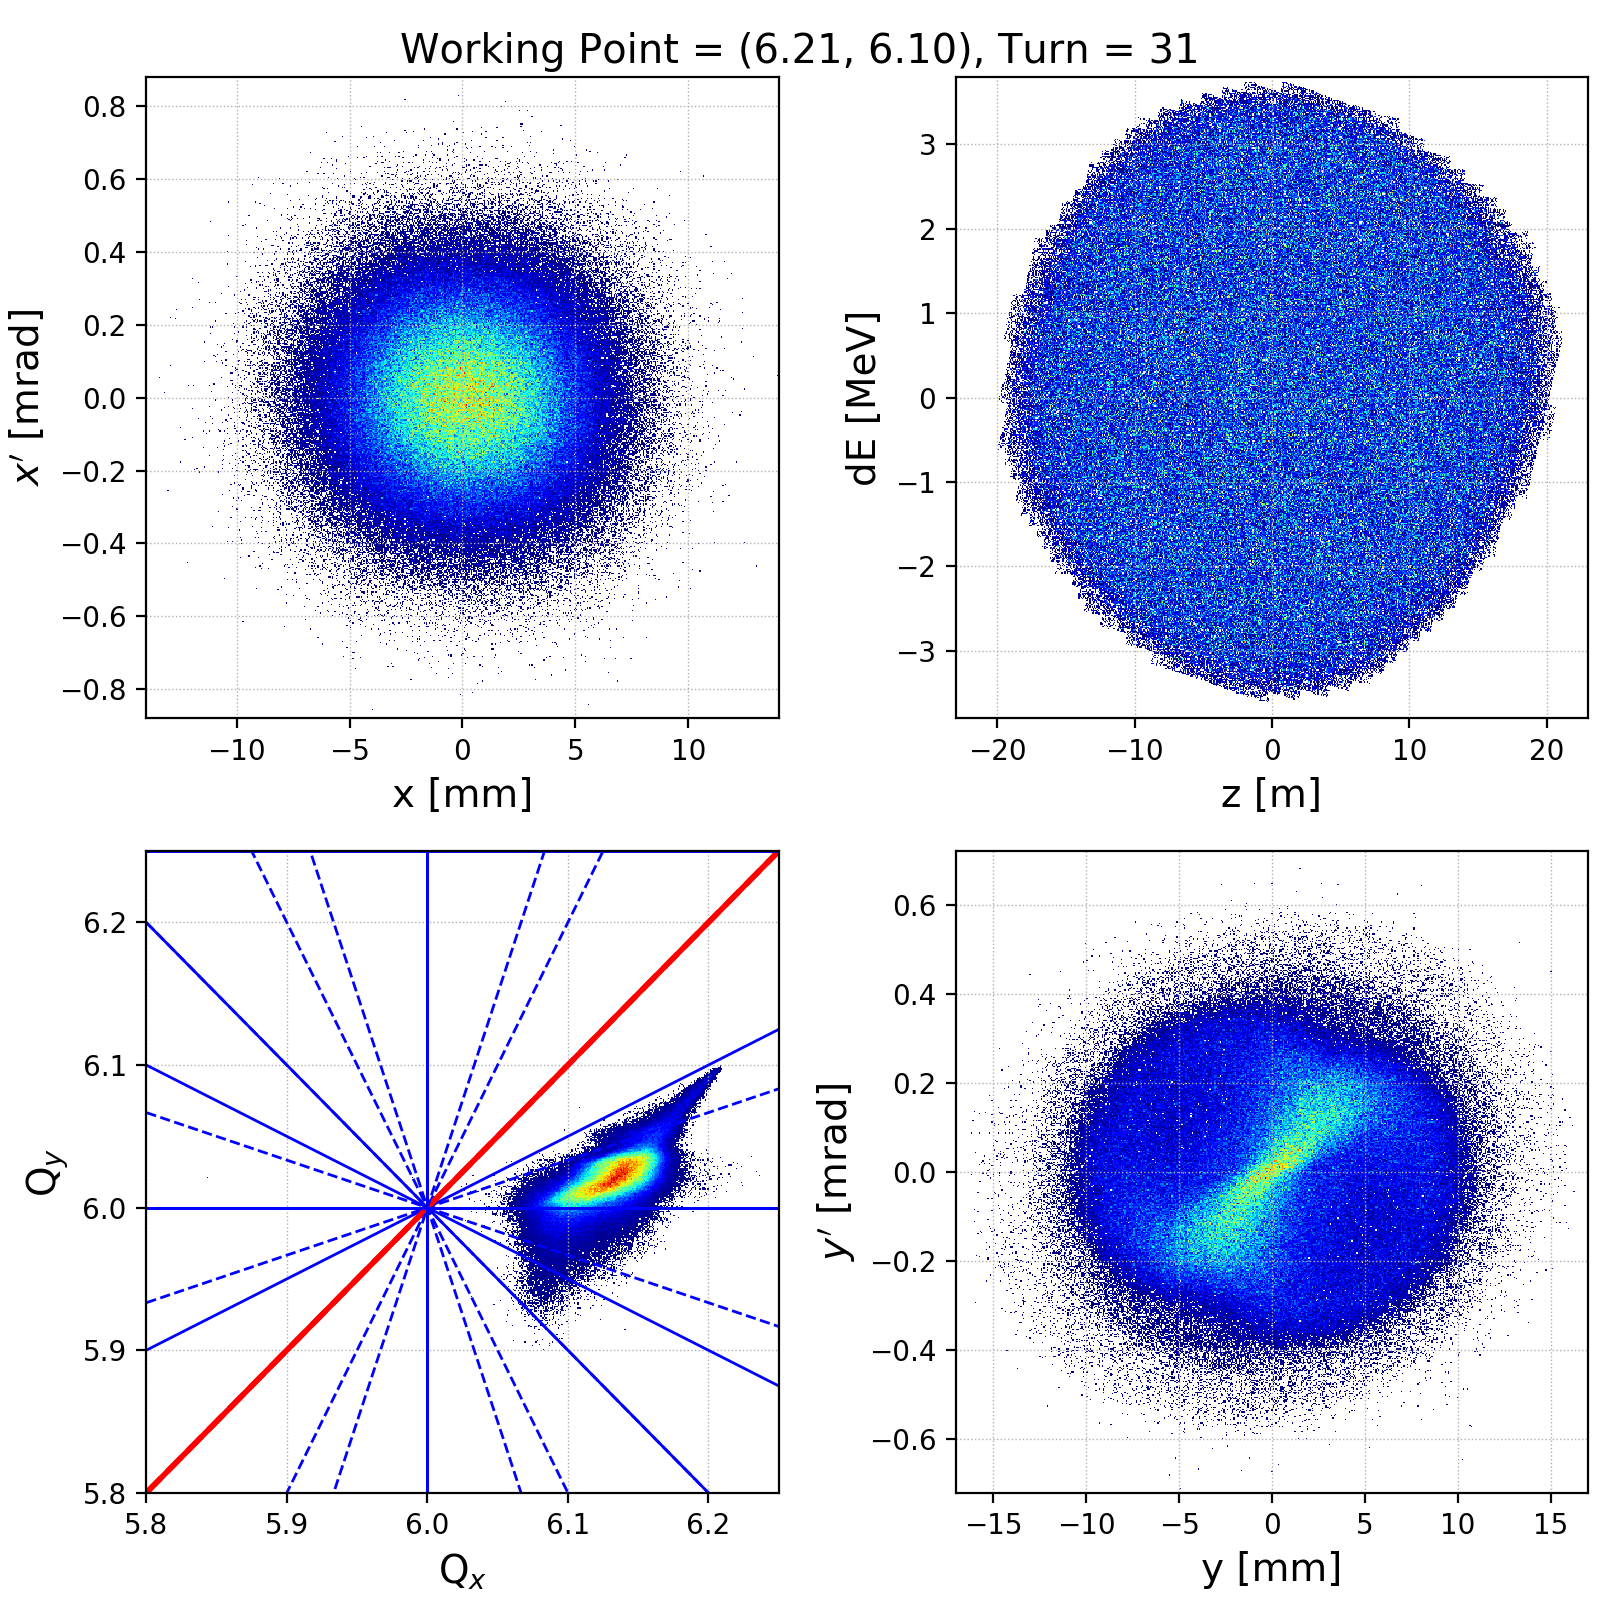 Working Point = (6.21, 6.10), Turn = 31
0.8
0.6
0.4
0.2
0.0
−0.2
−0.4
−0.6
−0.8
x′ [mrad]
−10 −5 0 5 10
x [mm]
3
2
1
0
−1
−2
−3
dE [MeV]
−20 −10 0 10 20
z [m]
6.2
6.1
6.0
5.9
5.8
Qy
5.8 5.9 6.0 6.1 6.2
Qx
0.6
0.4
0.2
0.0
−0.2
−0.4
−0.6
y′ [mrad]
−15 −10 −5 0 5 10 15
y [mm]